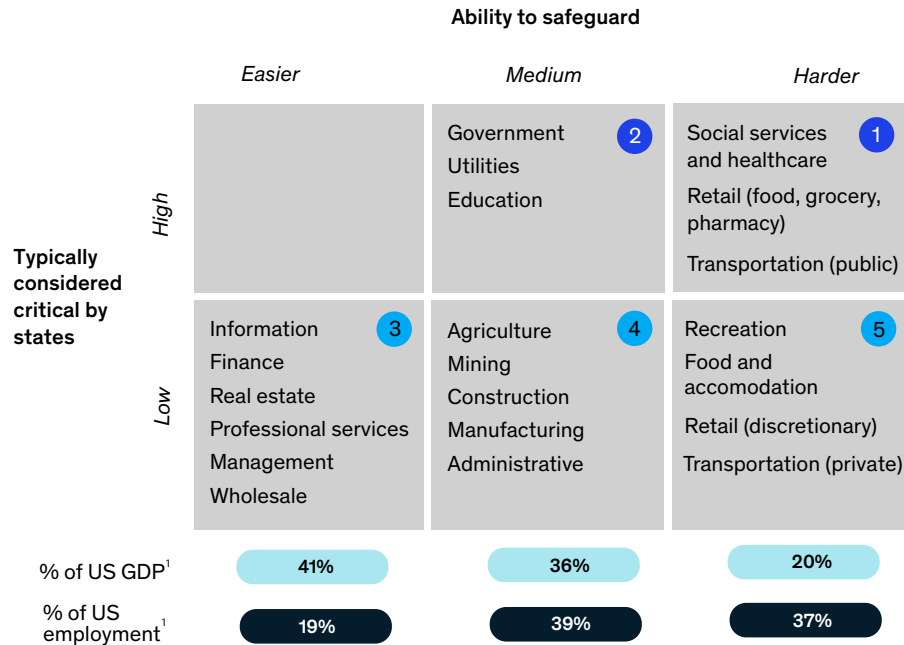 Ability to safeguard
Easier
Medium
Harder
Typically
considered
critical by
states
High
Government
Utilities
Education
2
Social services
and healthcare
Retail (food, grocery,
pharmacy)
Transportation (public)
1
Low
Information
Finance
Real estate
Professional services
Management
Wholesale
3
Agriculture
Mining
Construction
Manufacturing
Administrative
4
Recreation
Food and
accomodation
Retail (discretionary)
Transportation (private)
5
% of US GDP¹
41%
36%
20%
% of US
employment¹
19%
39%
37%